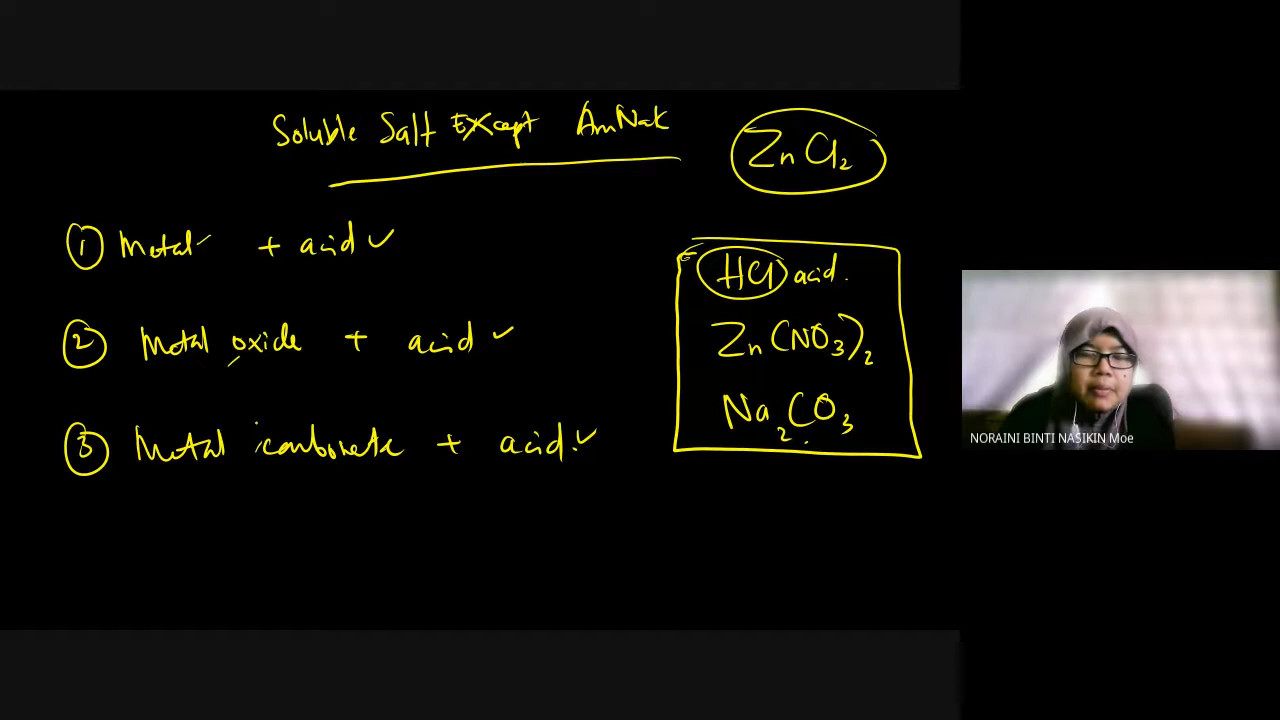 Soluble Salt Except AmNaK
ZnCl2
① Metal + acid ✓
② Metal oxide + acid ✓
③ Metal carbonate + acid. ✓
HCl acid.
Zn(NO3)2
Na2CO3
NORAINI BINTI NASIKIN Moe